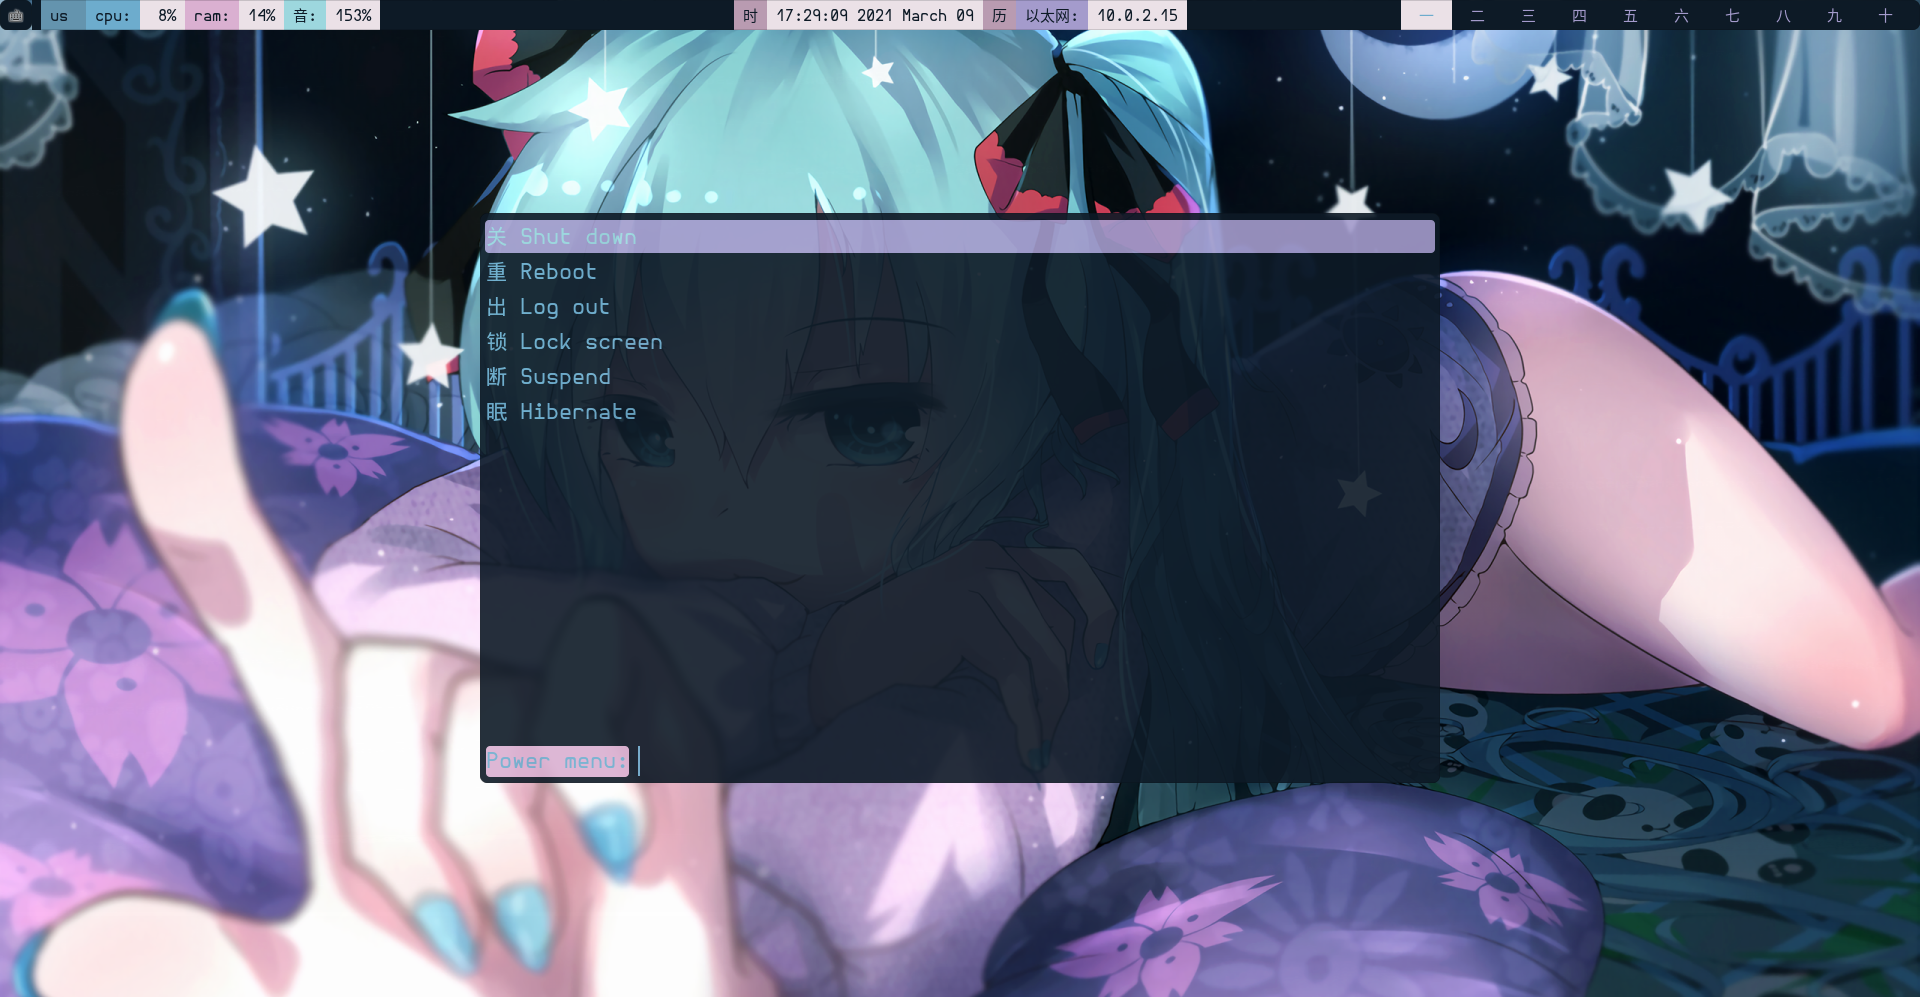 us cpu: 8% ram: 14% 音: 153% 时 17:29:09 2021 March 09 历 以太网: 10.0.2.15 一 二 三 四 五 六 七 八 九 十
关 Shut down
重 Reboot
出 Log out
锁 Lock screen
断 Suspend
眠 Hibernate
Power menu: